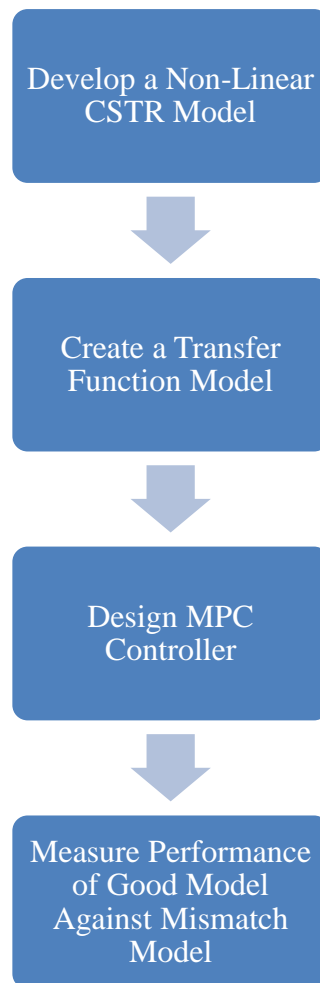 Develop a Non-Linear
CSTR Model
Create a Transfer
Function Model
Design MPC
Controller
Measure Performance
of Good Model
Against Mismatch
Model